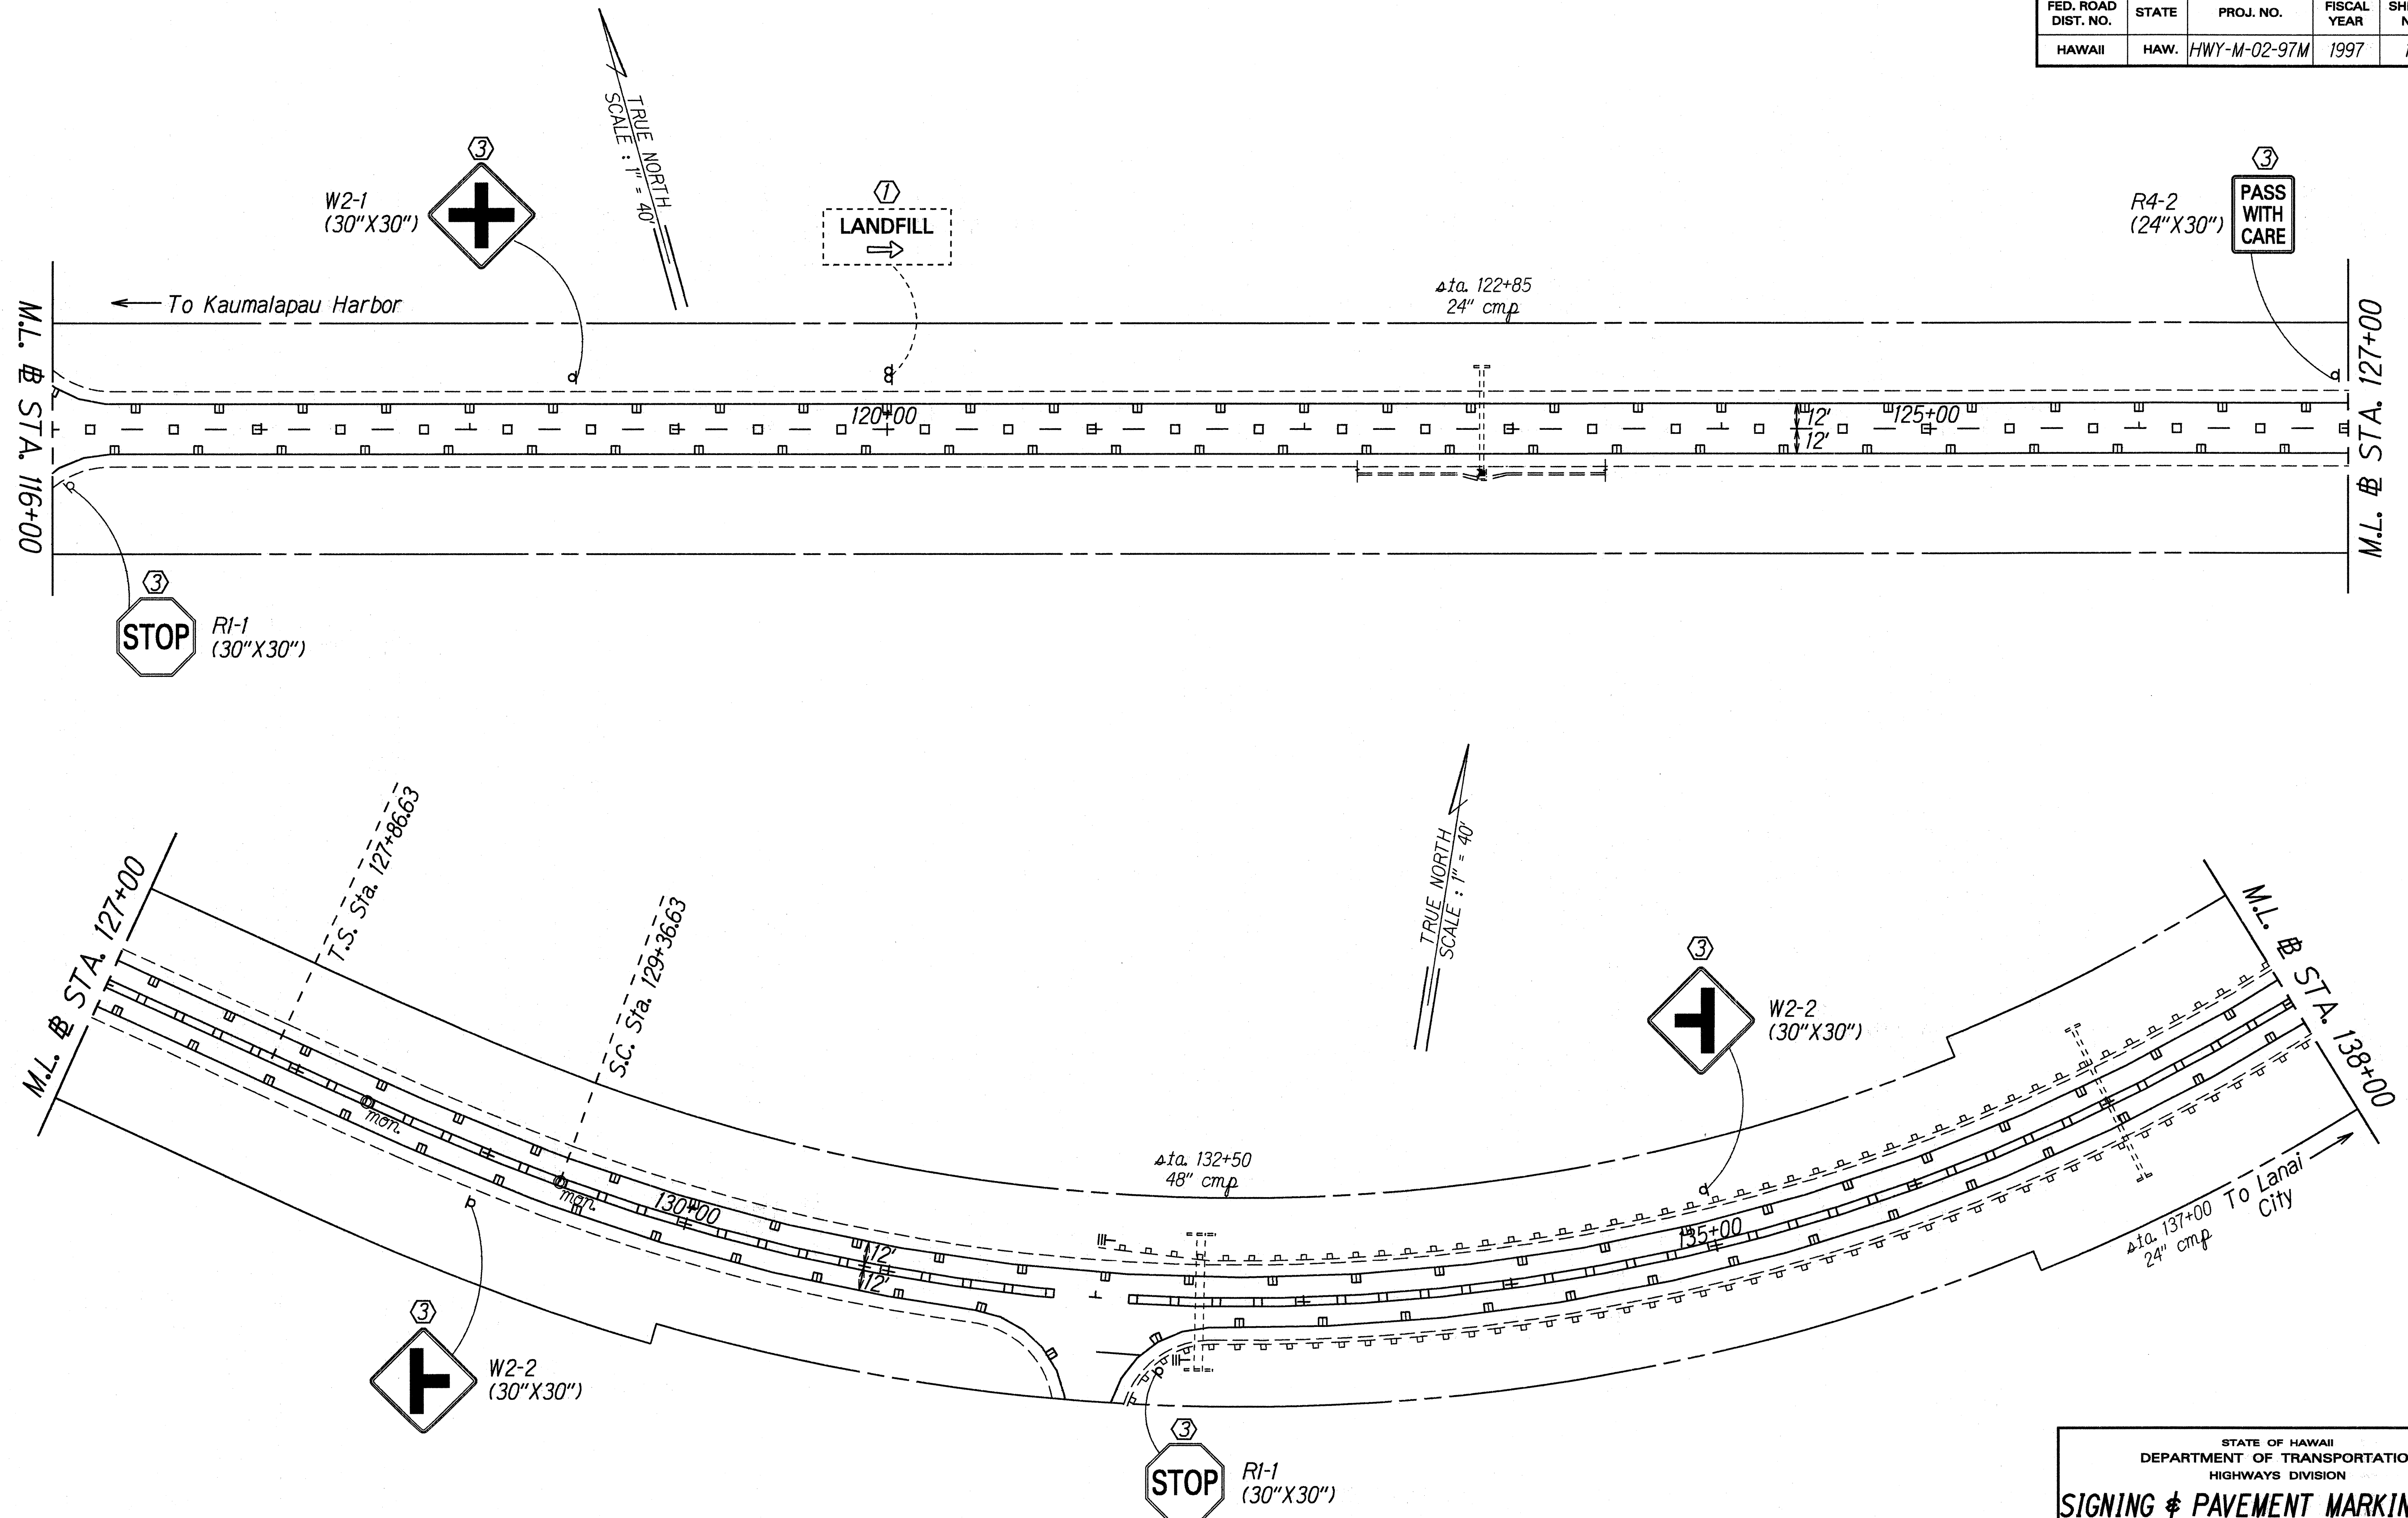 FED. ROAD DIST. NO. STATE PROJ. NO. FISCAL YEAR
HAWAII HAW. HWY-M-02-97M 1997
3
W2-1
(30"X30")
TRUE NORTH
SCALE : 1" = 40'
1
LANDFILL
3
R4-2
(24"X30")
PASS
WITH
CARE
To Kaumalapau Harbor
sta. 122+85
24" cmp
M.L. BL STA. 116+00
120+00
12'
12'
125+00
M.L. BL STA. 127+00
3
STOP
R1-1
(30"X30")
M.L. BL STA. 127+00
T.S. Sta. 127+86.63
S.C. Sta. 129+36.63
mon.
mon.
130+00
12'
12'
TRUE NORTH
SCALE : 1" = 40'
sta. 132+50
48" cmp
3
W2-2
(30"X30")
135+00
M.L. BL STA. 138+00
To Lanai
City
sta. 137+00
24" cmp
3
W2-2
(30"X30")
3
STOP
R1-1
(30"X30")
STATE OF HAWAII
DEPARTMENT OF TRANSPORTATIO
HIGHWAYS DIVISION
SIGNING & PAVEMENT MARKIN